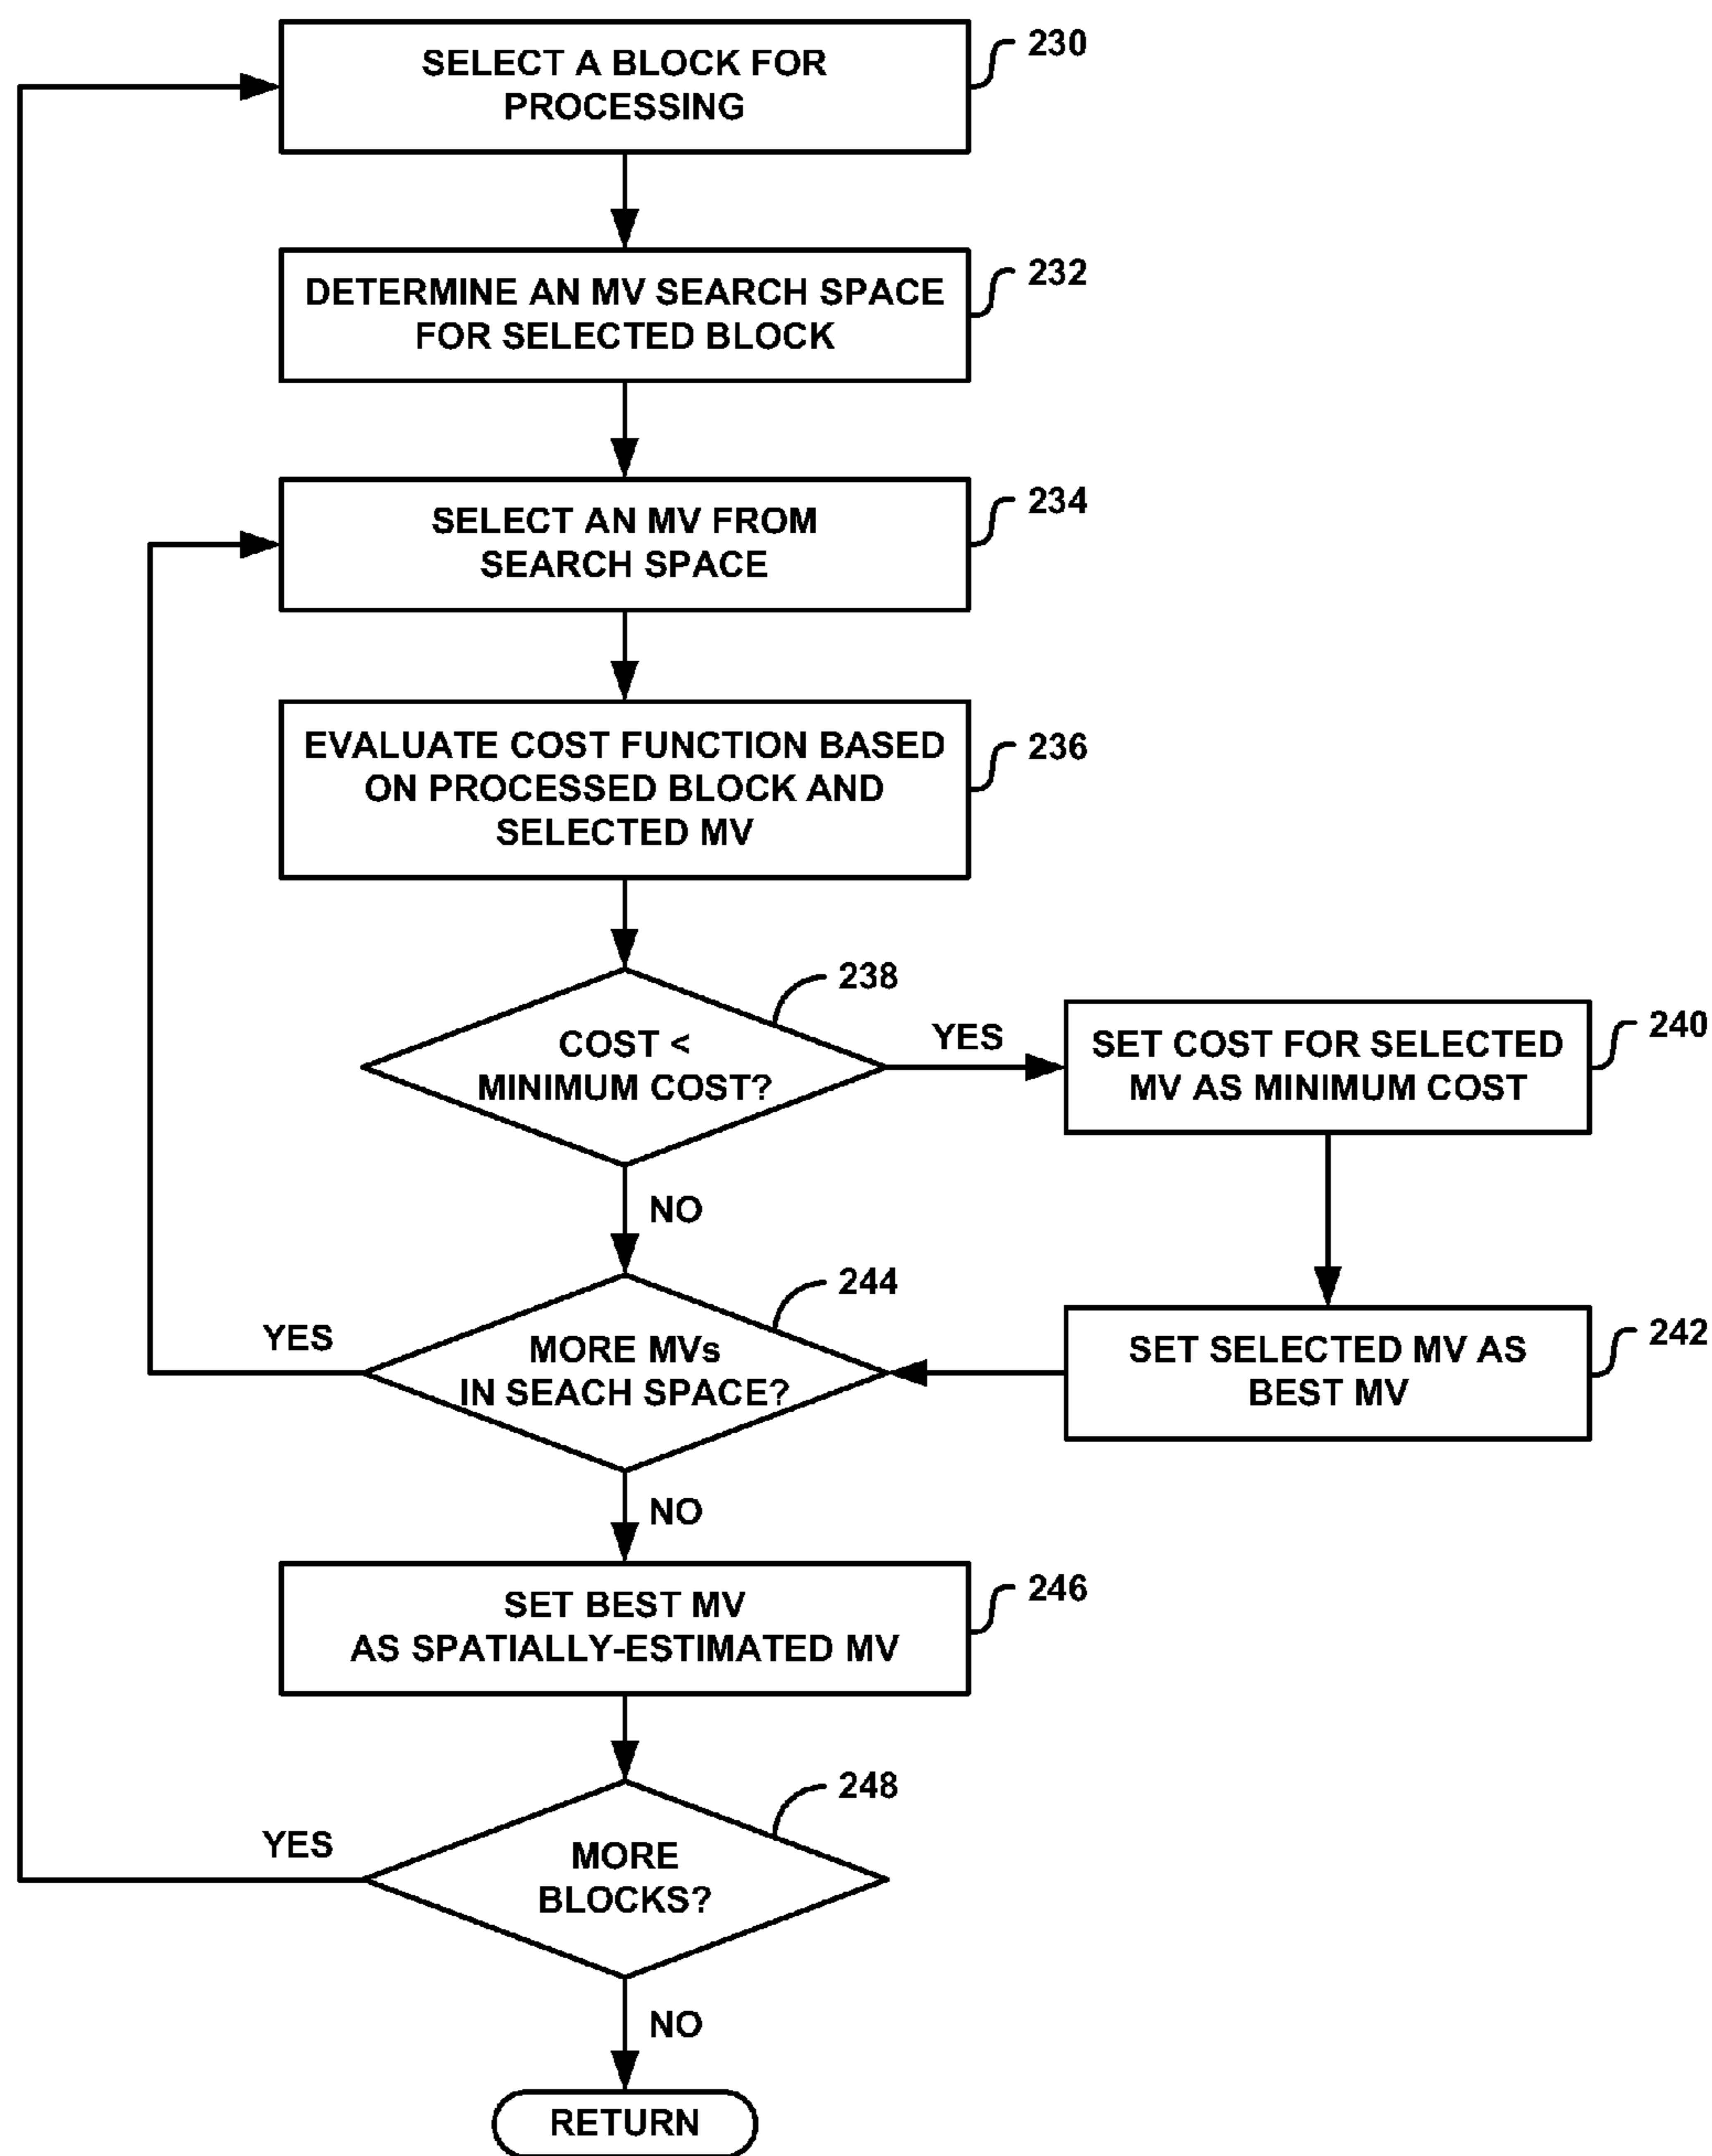 SELECT A BLOCK FOR
PROCESSING
230
DETERMINE AN MV SEARCH SPACE
FOR SELECTED BLOCK
232
SELECT AN MV FROM
SEARCH SPACE
234
EVALUATE COST FUNCTION BASED
ON PROCESSED BLOCK AND
SELECTED MV
236
COST <
MINIMUM COST?
238
YES
SET COST FOR SELECTED
MV AS MINIMUM COST
240
NO
MORE MVs
IN SEACH SPACE?
244
YES
SET SELECTED MV AS
BEST MV
242
NO
SET BEST MV
AS SPATIALLY-ESTIMATED MV
246
MORE
BLOCKS?
248
YES
NO
RETURN